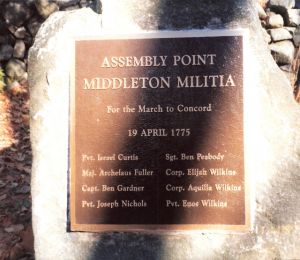 ASSEMBLY POINT
MIDDLETON MILITIA
For the March to Concord
19 APRIL 1775
Pvt. Israel Curtis
Maj. Archelaus Fuller
Capt. Ben Gardner
Pvt. Joseph Nichols
Sgt. Ben Peabody
Corp. Elijah Wilkins
Corp. Aquilla Wilkins
Pvt. Enos Wilkins